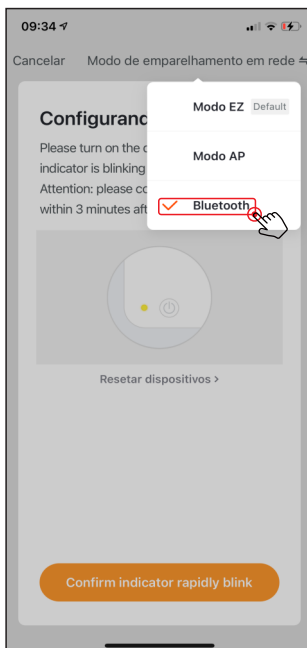 09:34
Cancelar Modo de emparelhamento em rede
Modo EZ Default
Configurand
Please turn on the
indicator is blinking
Modo AP
Attention: please co
within 3 minutes aft
Bluetooth
Resetar dispositivos >
Confirm indicator rapidly blink